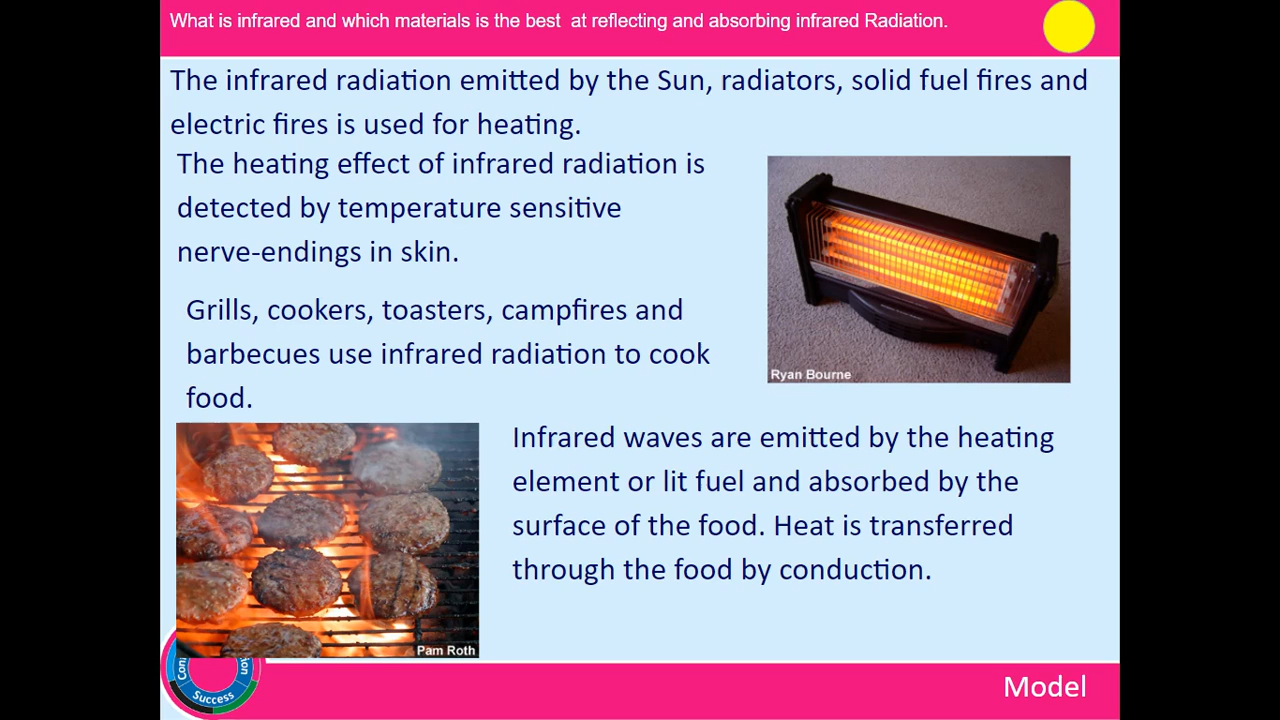 What is infrared and which materials is the best  at reflecting and absorbing infrared Radiation.
The infrared radiation emitted by the Sun, radiators, solid fuel fires and
electric fires is used for heating.
The heating effect of infrared radiation is
detected by temperature sensitive
nerve-endings in skin.
Grills, cookers, toasters, campfires and
barbecues use infrared radiation to cook
food.
Ryan Bourne
Infrared waves are emitted by the heating
element or lit fuel and absorbed by the
surface of the food. Heat is transferred
through the food by conduction.
Pam Roth
Success
Model